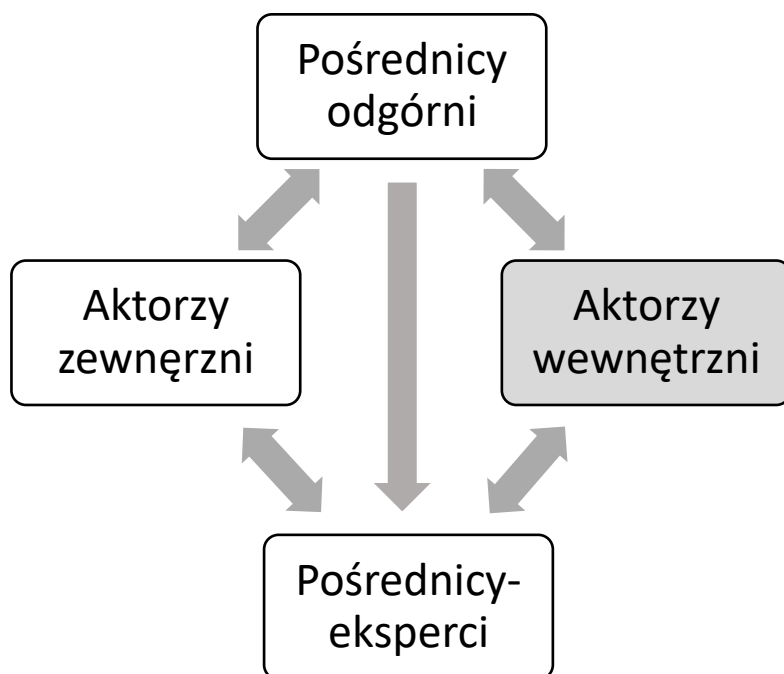 Pośrednicy
odgórni
Aktorzy
zewnęrzni
Aktorzy
wewnętrzni
Pośrednicy-
eksperci